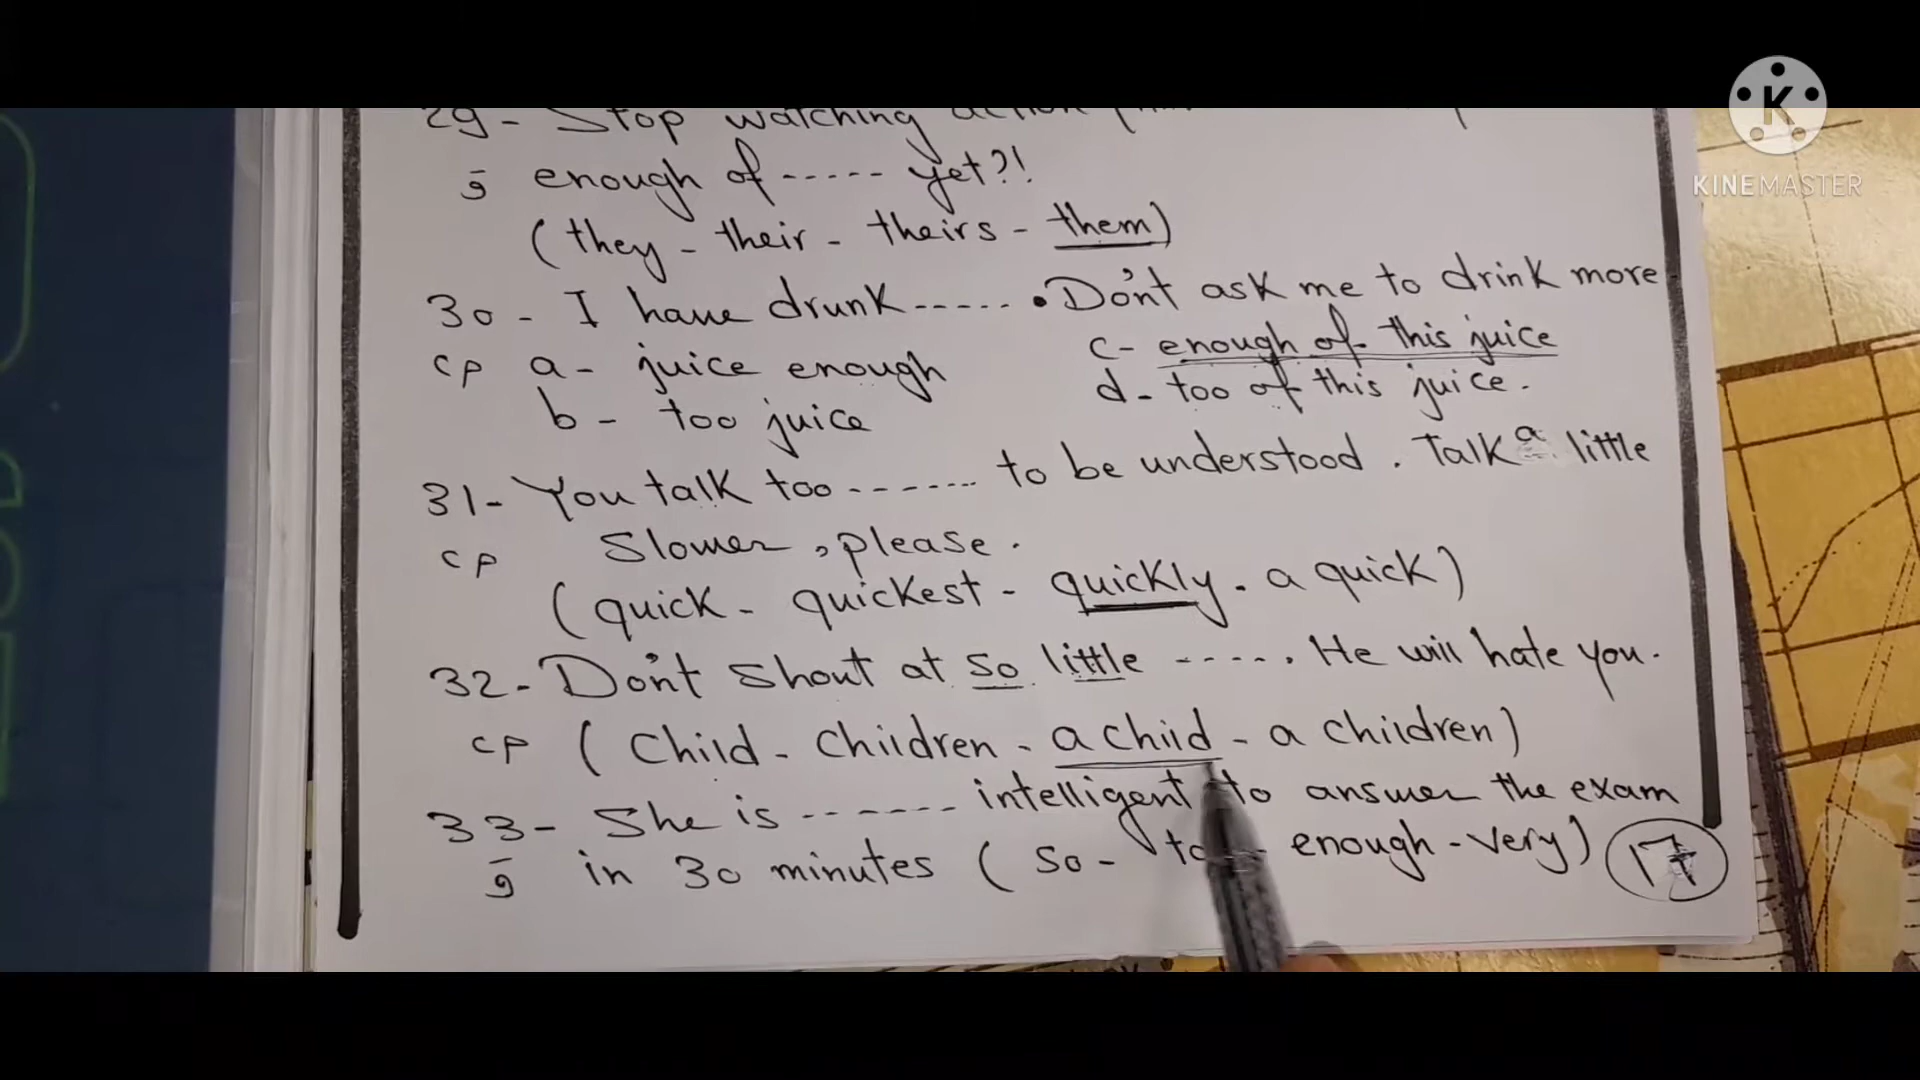 29- Stop watching action
enough of ----- yet?!
(they - their - theirs - them)
30 - I have drunk ----- . Don't ask me to drink more
cp a - juice enough c- enough of this juice
b - too juice d- too of this juice.
31- You talk too ------- to be understood. Talk a little
cp slower, please.
(quick - quickest - quickly - a quick)
32- Don't shout at so little ----. He will hate you.
cp (child - children - a child - a children)
33- She is ------- intelligent to answer the exam
in 30 minutes (so - - enough - very) 17
K
KINEMASTER